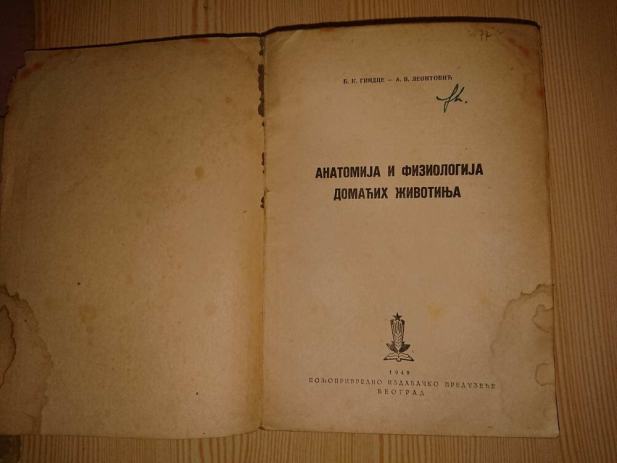 Б. К. ГИНДЦЕ — А. В. ЛЕОНТОВИЋ
АНАТОМИЈА И ФИЗИОЛОГИЈА
ДОМАЋИХ ЖИВОТИЊА
1949
ПОЉОПРИВРЕДНО ИЗДАВАЧКО ПРЕДУЗЕЋЕ
БЕОГРАД